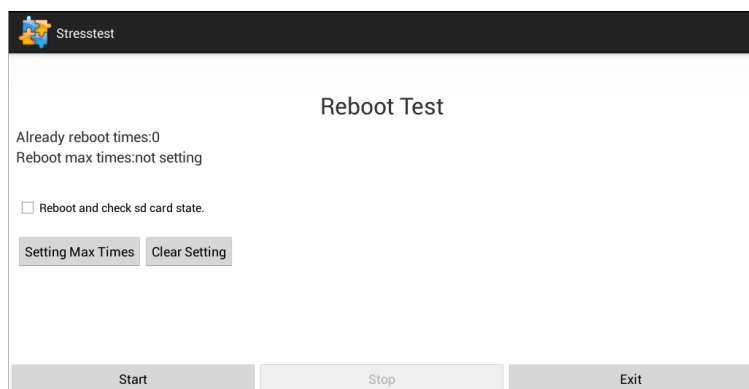 Stresstest
Reboot Test
Already reboot times:0
Reboot max times:not setting
Reboot and check sd card state.
Setting Max Times Clear Setting
Start Stop Exit